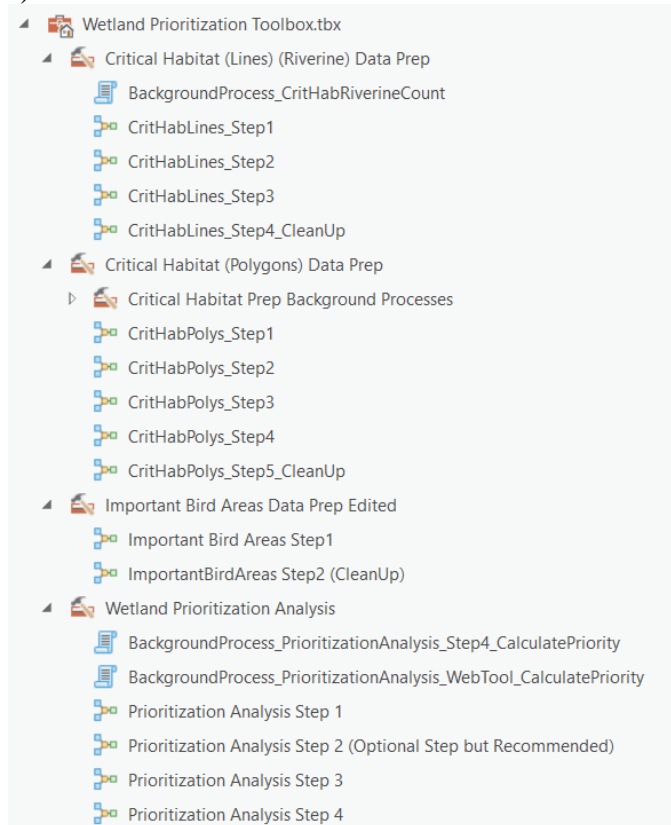 Wetland Prioritization Toolbox.tbx
Critical Habitat (Lines) (Riverine) Data Prep
BackgroundProcess_CritHabRiverineCount
CritHabLines_Step1
CritHabLines_Step2
CritHabLines_Step3
CritHabLines_Step4_CleanUp
Critical Habitat (Polygons) Data Prep
Critical Habitat Prep Background Processes
CritHabPolys_Step1
CritHabPolys_Step2
CritHabPolys_Step3
CritHabPolys_Step4
CritHabPolys_Step5_CleanUp
Important Bird Areas Data Prep Edited
Important Bird Areas Step1
ImportantBirdAreas Step2 (CleanUp)
Wetland Prioritization Analysis
BackgroundProcess_PrioritizationAnalysis_Step4_CalculatePriority
BackgroundProcess_PrioritizationAnalysis_WebTool_CalculatePriority
Prioritization Analysis Step 1
Prioritization Analysis Step 2 (Optional Step but Recommended)
Prioritization Analysis Step 3
Prioritization Analysis Step 4